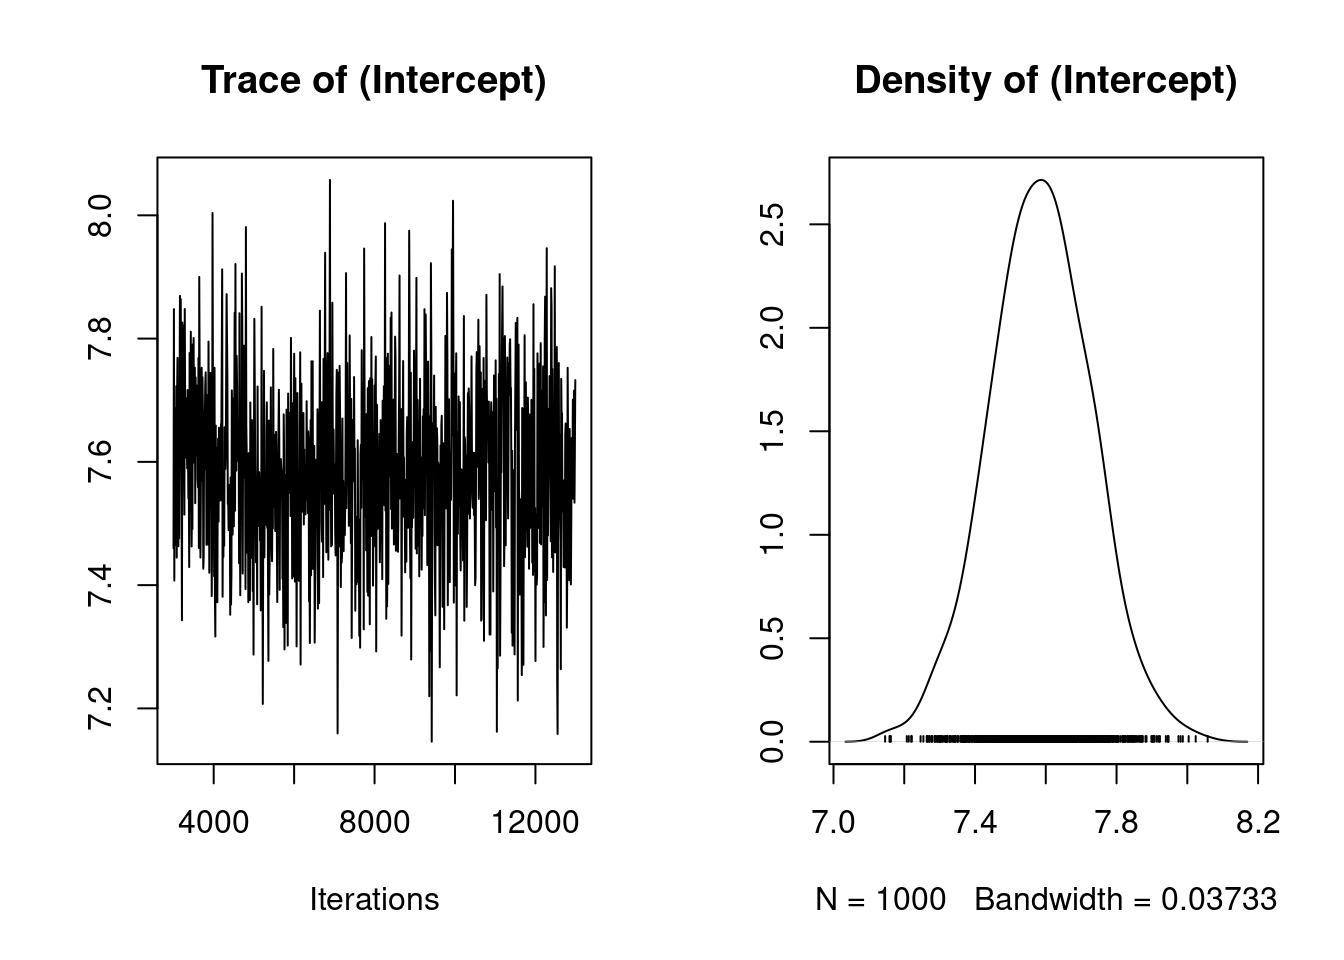 Trace of (Intercept)
8.0
7.8
7.6
7.4
7.2
4000 8000 12000
Iterations
Density of (Intercept)
2.5
2.0
1.5
1.0
0.5
0.0
7.0 7.4 7.8 8.2
N = 1000 Bandwidth = 0.03733